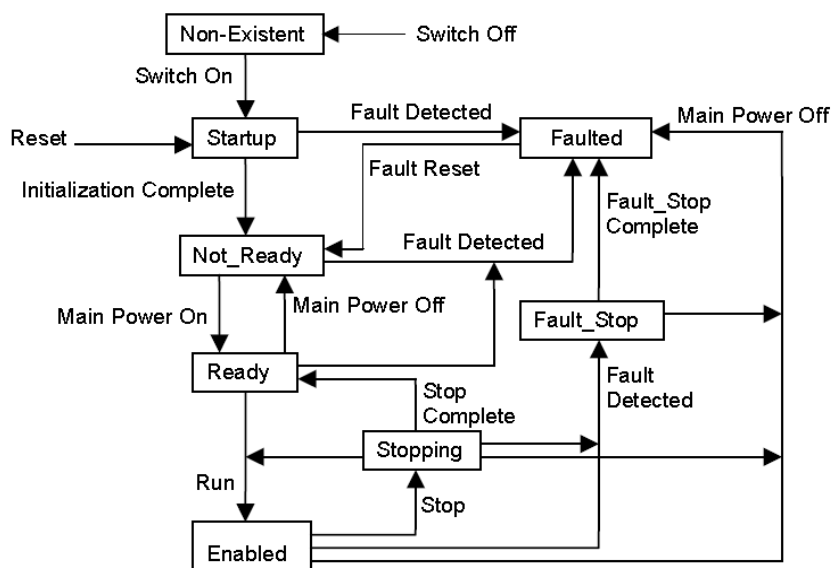 Non-Existent
Switch Off
Switch On
Fault Detected
Main Power Off
Reset
Startup
Faulted
Fault Reset
Initialization Complete
Fault_Stop
Complete
Not_Ready
Fault Detected
Main Power On
Main Power Off
Fault_Stop
Ready
Stop
Complete
Fault
Detected
Stopping
Run
Stop
Enabled